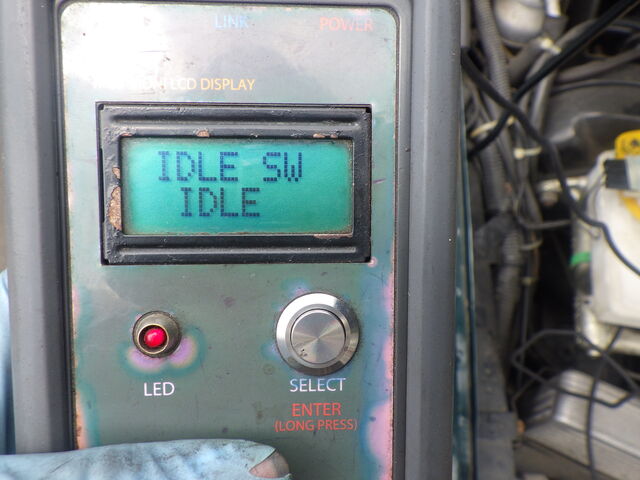 LINK POWER
LCD DISPLAY
IDLE SW
IDLE
LED
SELECT
ENTER
(LONG PRESS)